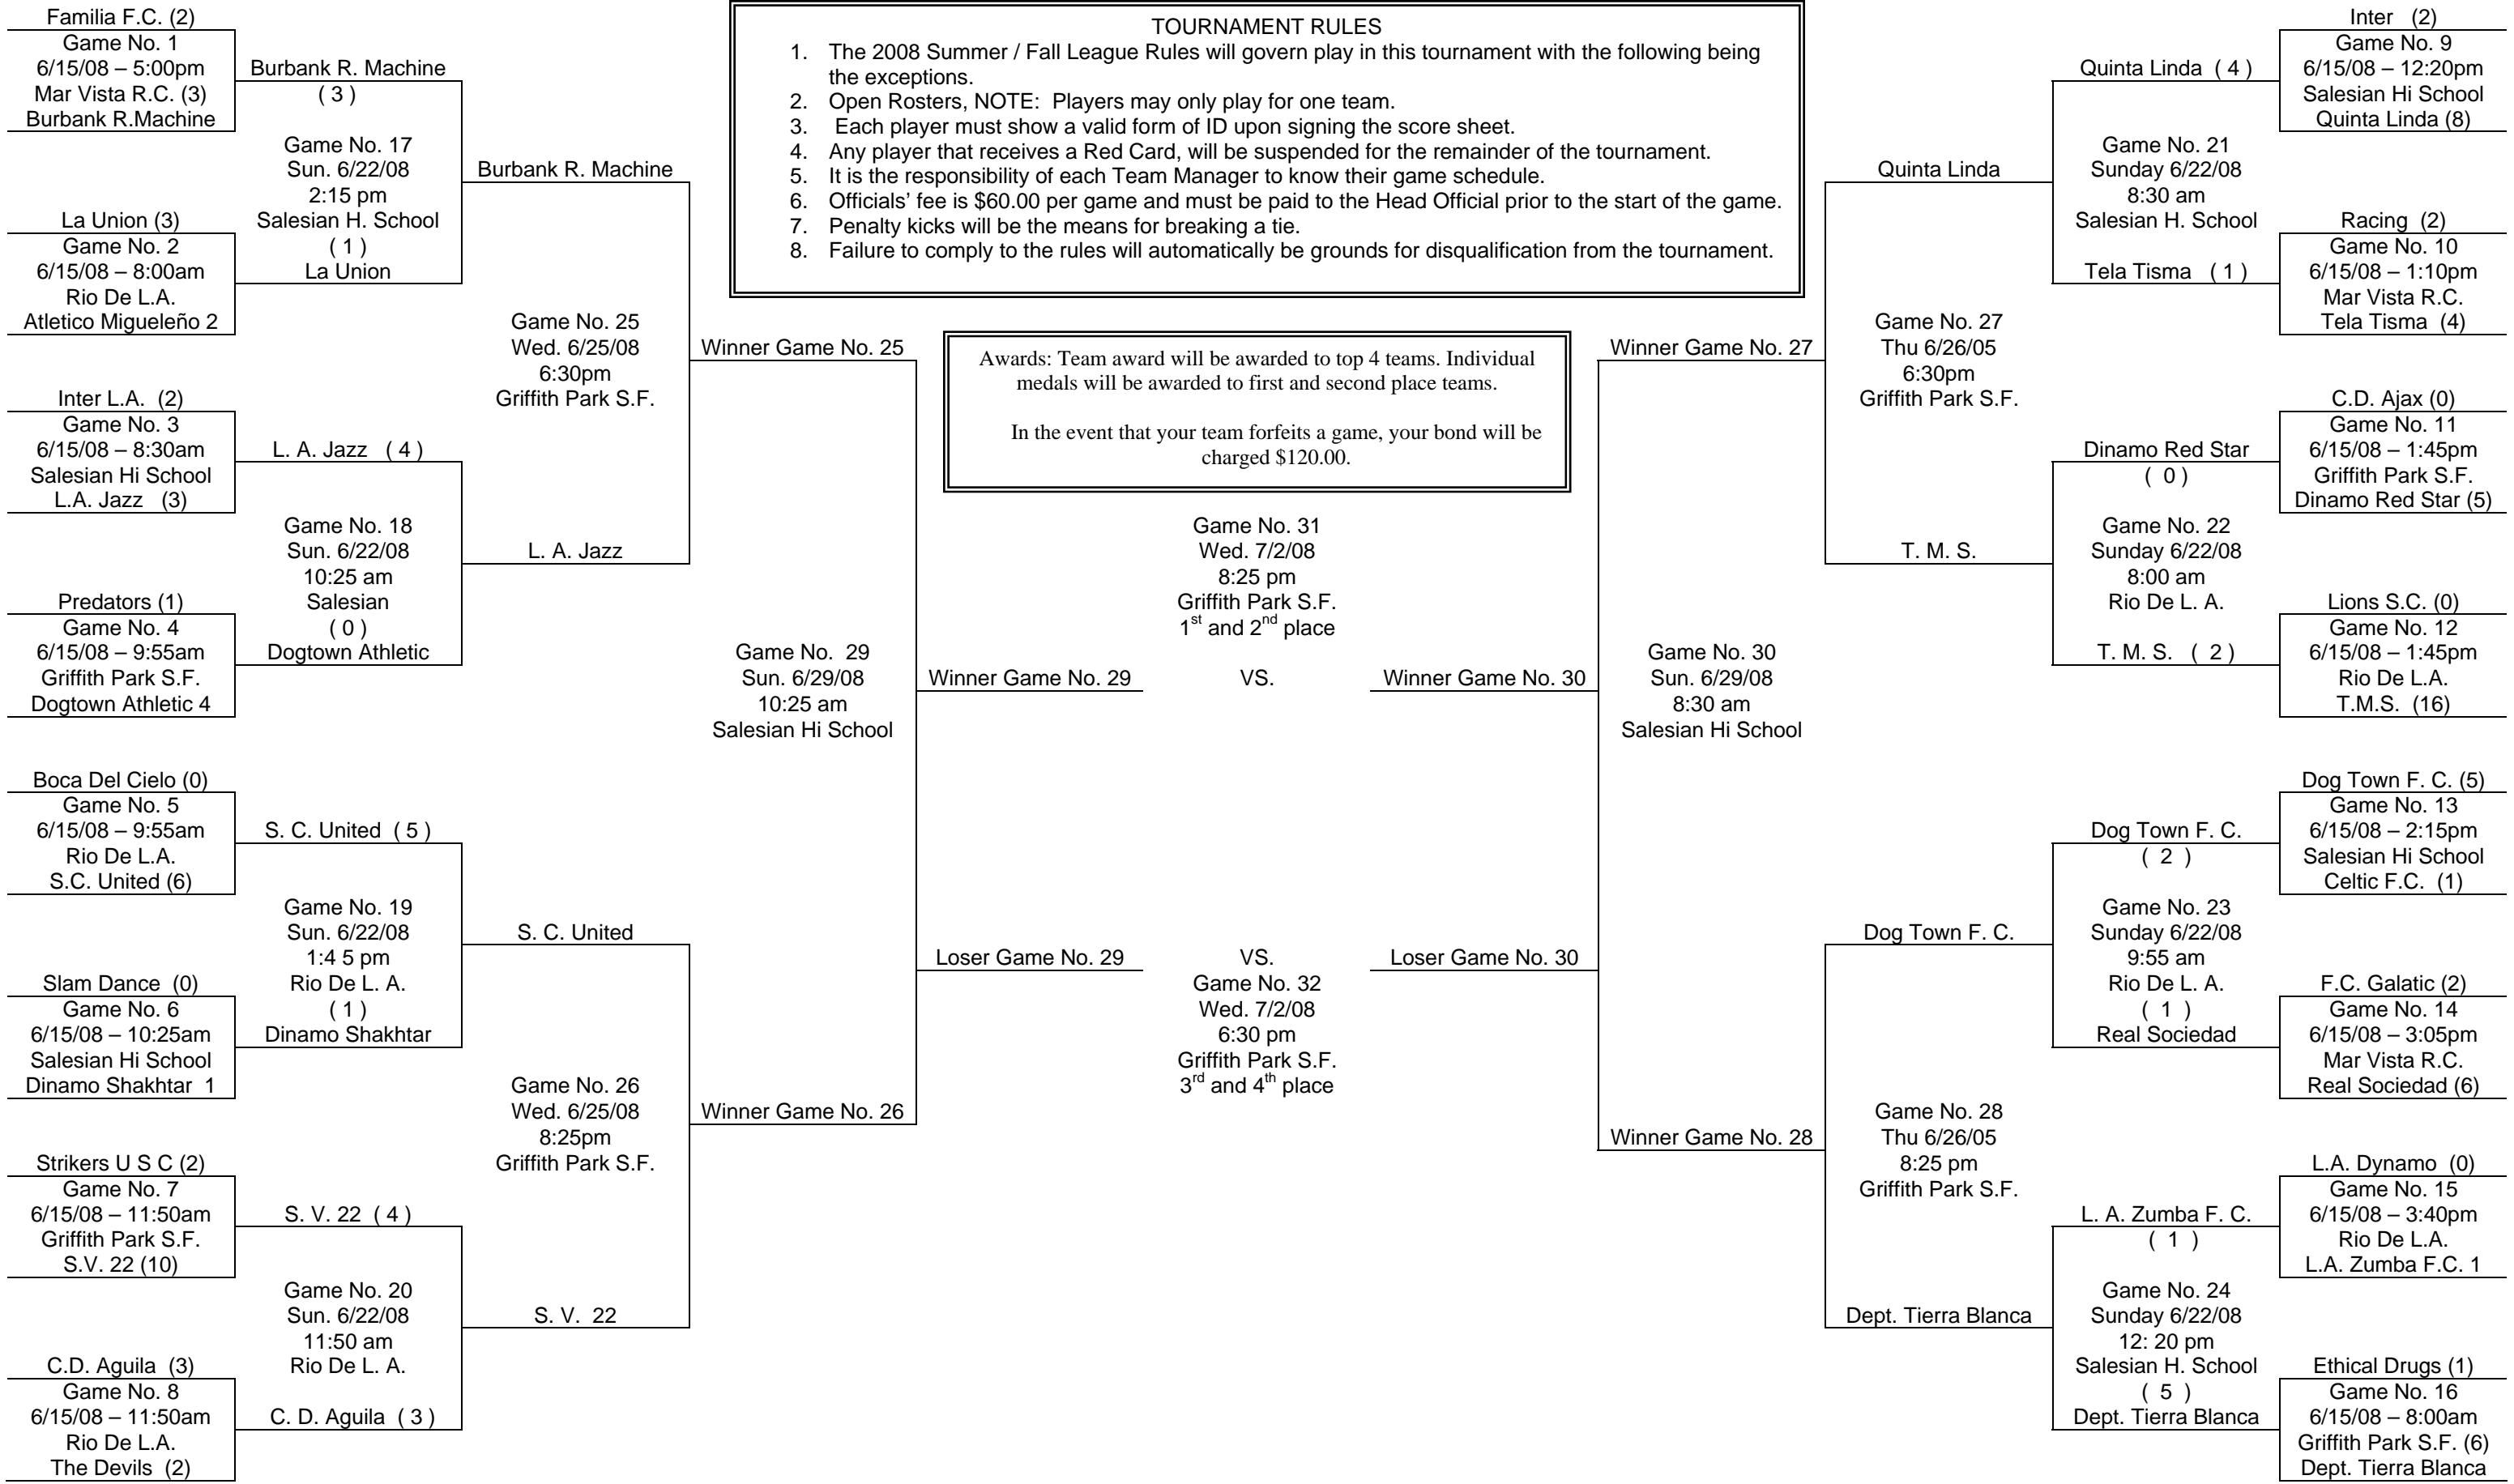 Familia F.C. (2)
Game No. 1
6/15/08 – 5:00pm
Mar Vista R.C. (3)
Burbank R.Machine
La Union (3)
Game No. 2
6/15/08 – 8:00am
Rio De L.A.
Atletico Migueleño 2
Inter L.A. (2)
Game No. 3
6/15/08 – 8:30am
Salesian Hi School
L.A. Jazz (3)
Predators (1)
Game No. 4
6/15/08 – 9:55am
Griffith Park S.F.
Dogtown Athletic 4
Boca Del Cielo (0)
Game No. 5
6/15/08 – 9:55am
Rio De L.A.
S.C. United (6)
Slam Dance (0)
Game No. 6
6/15/08 – 10:25am
Salesian Hi School
Dinamo Shakhtar 1
Strikers U S C (2)
Game No. 7
6/15/08 – 11:50am
Griffith Park S.F.
S.V. 22 (10)
C.D. Aguila (3)
Game No. 8
6/15/08 – 11:50am
Rio De L.A.
The Devils (2)
Burbank R. Machine
( 3 )
Game No. 17
Sun. 6/22/08
2:15 pm
Salesian H. School
( 1 )
La Union
L. A. Jazz ( 4 )
Game No. 18
Sun. 6/22/08
10:25 am
Salesian
( 0 )
Dogtown Athletic
S. C. United ( 5 )
Game No. 19
Sun. 6/22/08
1:4 5 pm
Rio De L. A.
( 1 )
Dinamo Shakhtar
S. V. 22 ( 4 )
Game No. 20
Sun. 6/22/08
11:50 am
Rio De L. A.
C. D. Aguila ( 3 )
Burbank R. Machine
Game No. 25
Wed. 6/25/08
6:30pm
Griffith Park S.F.
L. A. Jazz
S. C. United
Game No. 26
Wed. 6/25/08
8:25pm
Griffith Park S.F.
S. V. 22
Winner Game No. 25
Game No. 29
Sun. 6/29/08
10:25 am
Salesian Hi School
Winner Game No. 26
TOURNAMENT RULES
1. The 2008 Summer / Fall League Rules will govern play in this tournament with the following being
the exceptions.
2. Open Rosters, NOTE: Players may only play for one team.
3. Each player must show a valid form of ID upon signing the score sheet.
4. Any player that receives a Red Card, will be suspended for the remainder of the tournament.
5. It is the responsibility of each Team Manager to know their game schedule.
6. Officials' fee is $60.00 per game and must be paid to the Head Official prior to the start of the game.
7. Penalty kicks will be the means for breaking a tie.
8. Failure to comply to the rules will automatically be grounds for disqualification from the tournament.
Awards: Team award will be awarded to top 4 teams. Individual
medals will be awarded to first and second place teams.
In the event that your team forfeits a game, your bond will be
charged $120.00.
Game No. 31
Wed. 7/2/08
8:25 pm
Griffith Park S.F.
1st and 2nd place
Winner Game No. 29 VS. Winner Game No. 30
Loser Game No. 29 VS. Loser Game No. 30
Game No. 32
Wed. 7/2/08
6:30 pm
Griffith Park S.F.
3rd and 4th place
Winner Game No. 27
Game No. 30
Sun. 6/29/08
8:30 am
Salesian Hi School
Winner Game No. 28
Quinta Linda
Game No. 27
Thu 6/26/05
6:30pm
Griffith Park S.F.
T. M. S.
Dog Town F. C.
Game No. 28
Thu 6/26/05
8:25 pm
Griffith Park S.F.
Dept. Tierra Blanca
Quinta Linda ( 4 )
Game No. 21
Sunday 6/22/08
8:30 am
Salesian H. School
Tela Tisma ( 1 )
Dinamo Red Star
( 0 )
Game No. 22
Sunday 6/22/08
8:00 am
Rio De L. A.
T. M. S. ( 2 )
Dog Town F. C.
( 2 )
Game No. 23
Sunday 6/22/08
9:55 am
Rio De L. A.
( 1 )
Real Sociedad
L. A. Zumba F. C.
( 1 )
Game No. 24
Sunday 6/22/08
12: 20 pm
Salesian H. School
( 5 )
Dept. Tierra Blanca
Inter (2)
Game No. 9
6/15/08 – 12:20pm
Salesian Hi School
Quinta Linda (8)
Racing (2)
Game No. 10
6/15/08 – 1:10pm
Mar Vista R.C.
Tela Tisma (4)
C.D. Ajax (0)
Game No. 11
6/15/08 – 1:45pm
Griffith Park S.F.
Dinamo Red Star (5)
Lions S.C. (0)
Game No. 12
6/15/08 – 1:45pm
Rio De L.A.
T.M.S. (16)
Dog Town F. C. (5)
Game No. 13
6/15/08 – 2:15pm
Salesian Hi School
Celtic F.C. (1)
F.C. Galatic (2)
Game No. 14
6/15/08 – 3:05pm
Mar Vista R.C.
Real Sociedad (6)
L.A. Dynamo (0)
Game No. 15
6/15/08 – 3:40pm
Rio De L.A.
L.A. Zumba F.C. 1
Ethical Drugs (1)
Game No. 16
6/15/08 – 8:00am
Griffith Park S.F. (6)
Dept. Tierra Blanca